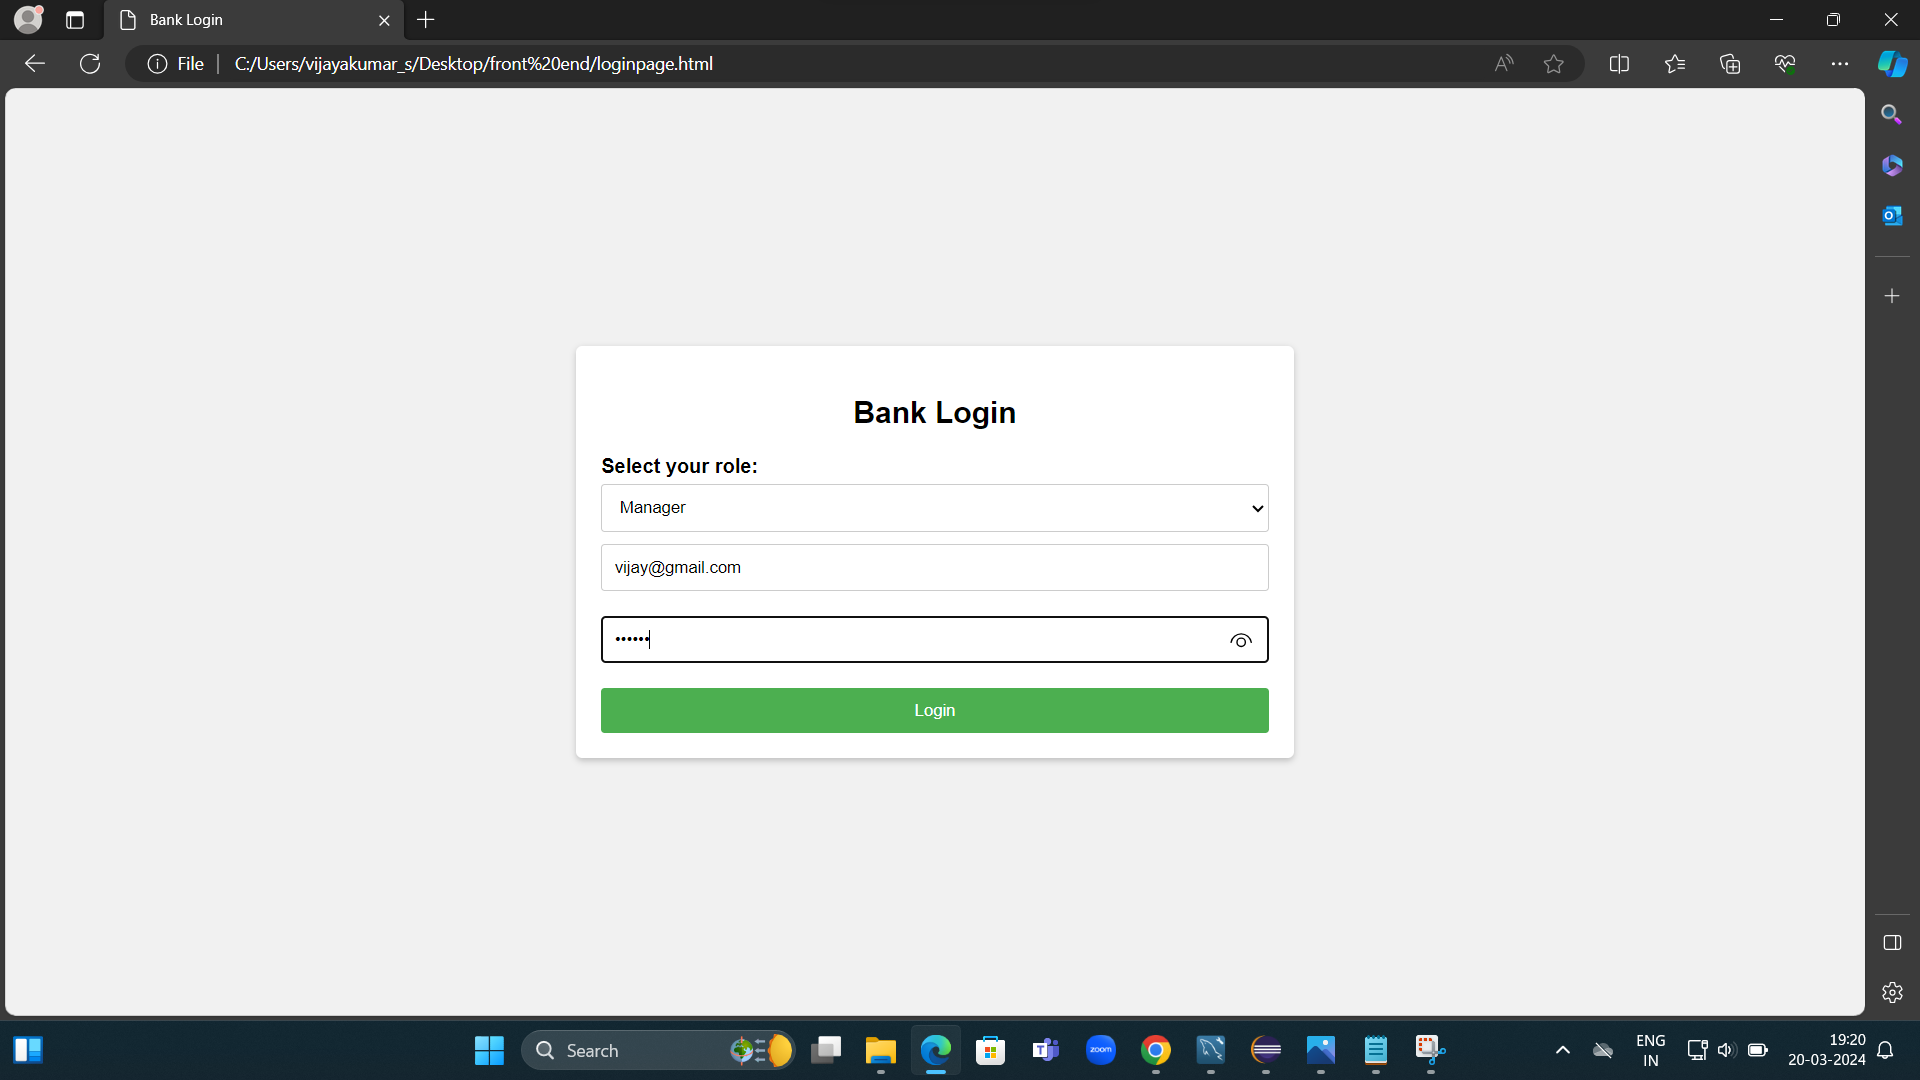 Bank Login
File
C:/Users/vijayakumar_s/Desktop/front%20end/loginpage.html
Bank Login
Select your role:
Manager
vijay@gmail.com
••••••
Login
Search
zoom
ENG
IN
19:20
20-03-2024